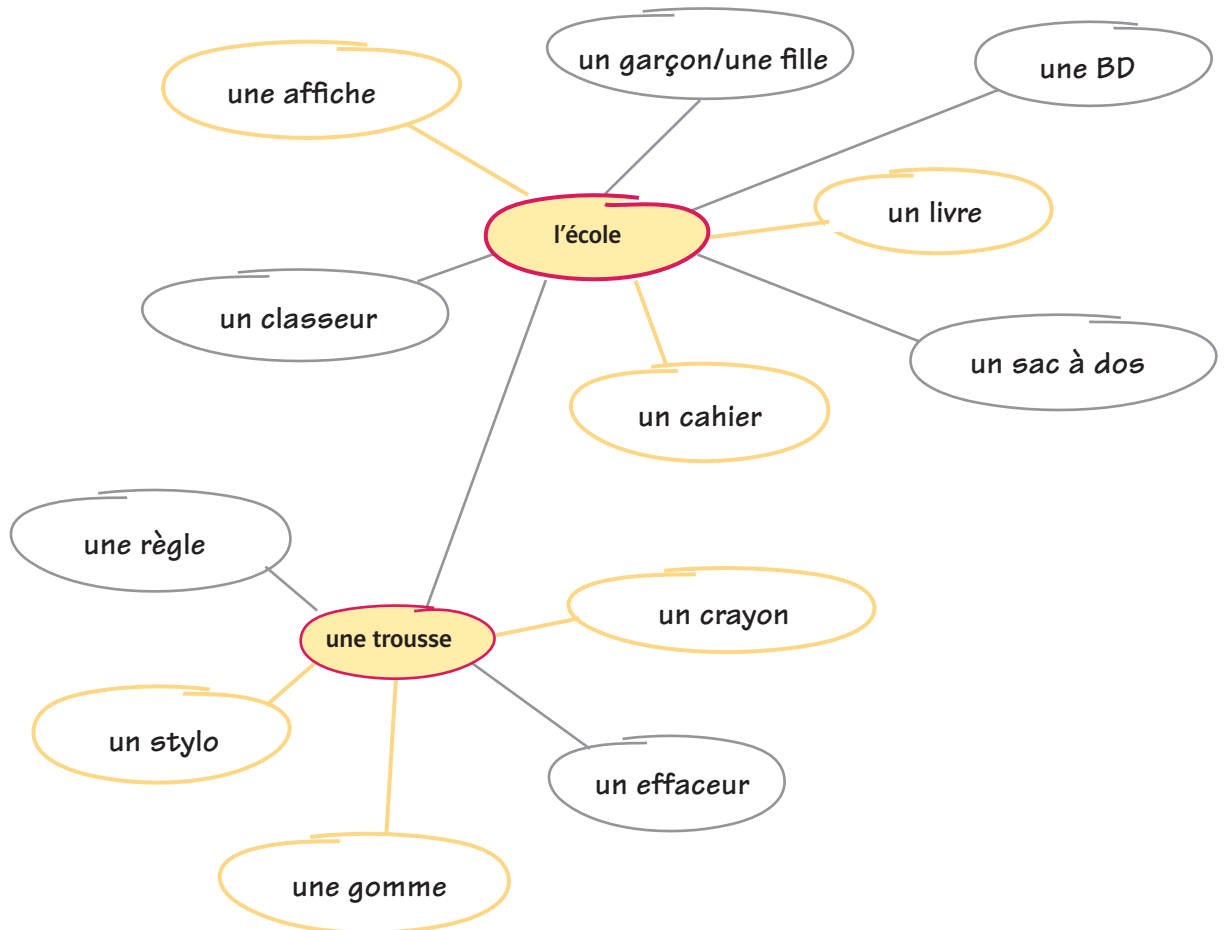 un garçon/une fille
une BD
une affiche
un livre
l'école
un classeur
un sac à dos
un cahier
une règle
un crayon
une trousse
un stylo
un effaceur
une gomme